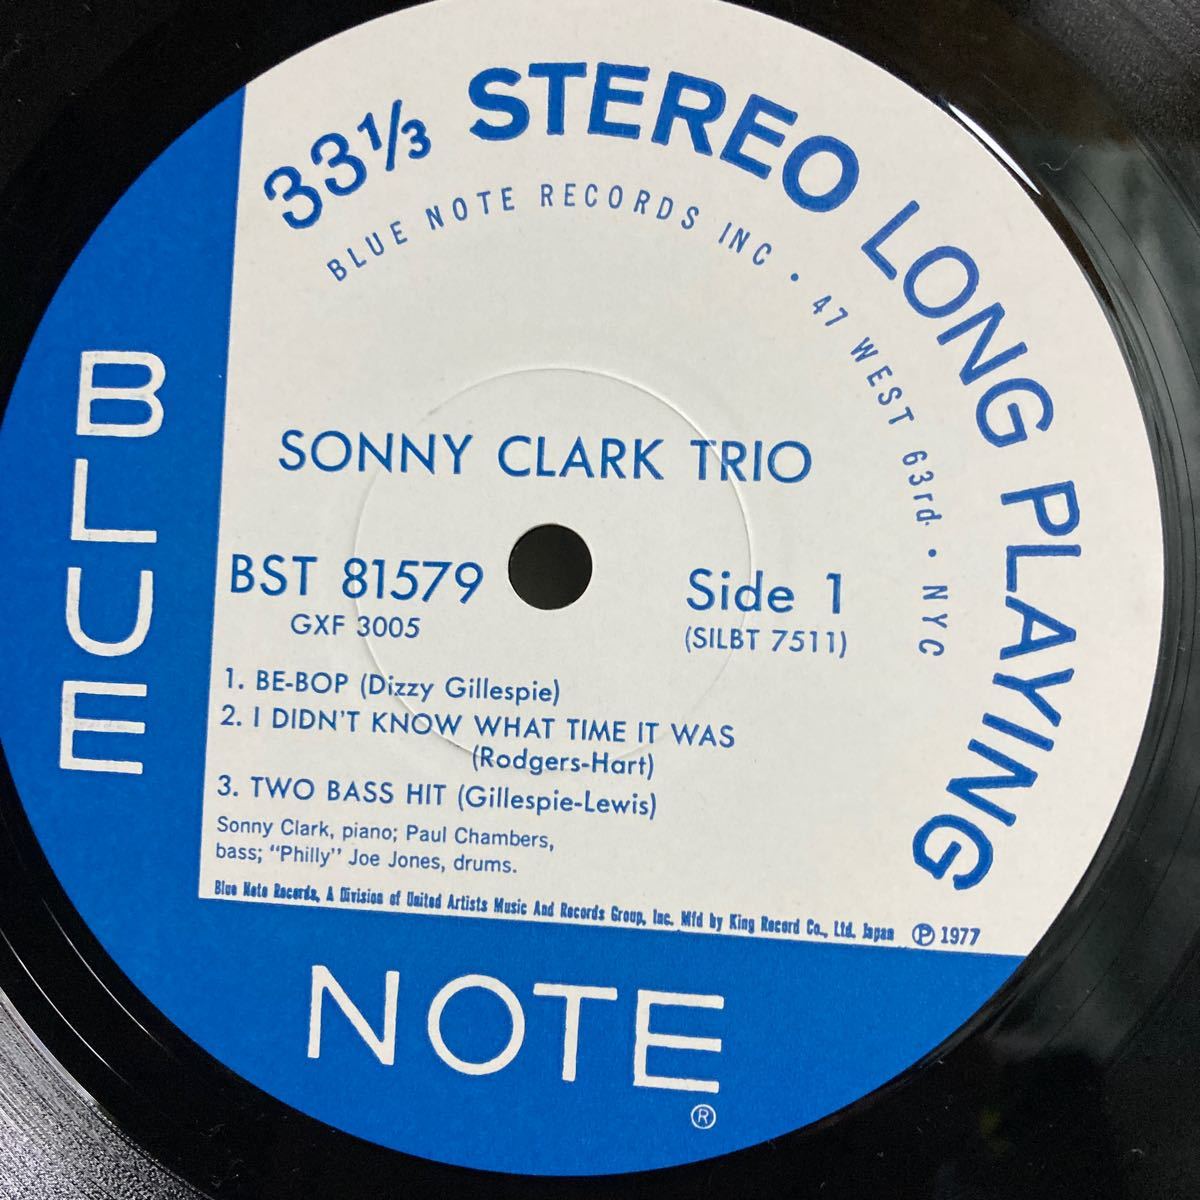 33⅓ STEREO LONG PLAYING
BLUE NOTE RECORDS INC • 47 WEST 63rd • NYC
SONNY CLARK TRIO
BST 81579
GXF 3005
Side 1
(SILBT 7511)
1. BE-BOP (Dizzy Gillespie)
2. I DIDN'T KNOW WHAT TIME IT WAS
(Rodgers-Hart)
3. TWO BASS HIT (Gillespie-Lewis)
Sonny Clark, piano; Paul Chambers,
bass; "Philly" Joe Jones, drums.
Blue Note Records, A Division of United Artists Music And Records Group, Inc. Mfd by King Record Co., Ltd. Japan ℗ 1977
BLUE
NOTE
®